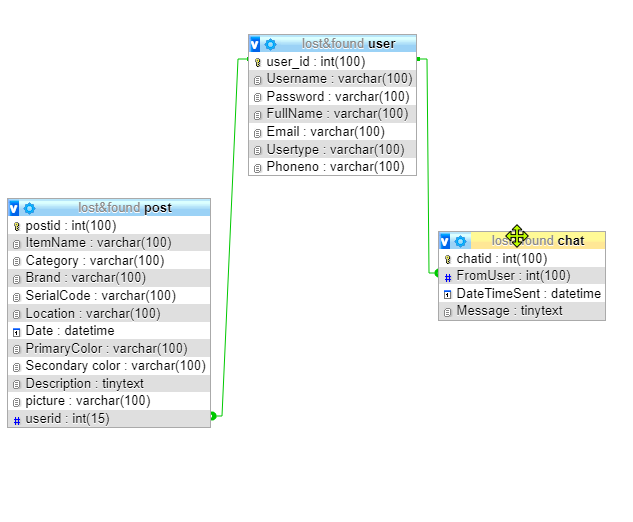 lost&found user
user_id : int(100)
Username : varchar(100)
Password : varchar(100)
FullName : varchar(100)
Email : varchar(100)
Usertype : varchar(100)
Phoneno : varchar(100)
lost&found post
postid : int(100)
ItemName : varchar(100)
Category : varchar(100)
Brand : varchar(100)
SerialCode : varchar(100)
Location : varchar(100)
Date : datetime
PrimaryColor : varchar(100)
Secondary color : varchar(100)
Description : tinytext
picture : varchar(100)
userid : int(15)
lost&found chat
chatid : int(100)
FromUser : int(100)
DateTimeSent : datetime
Message : tinytext